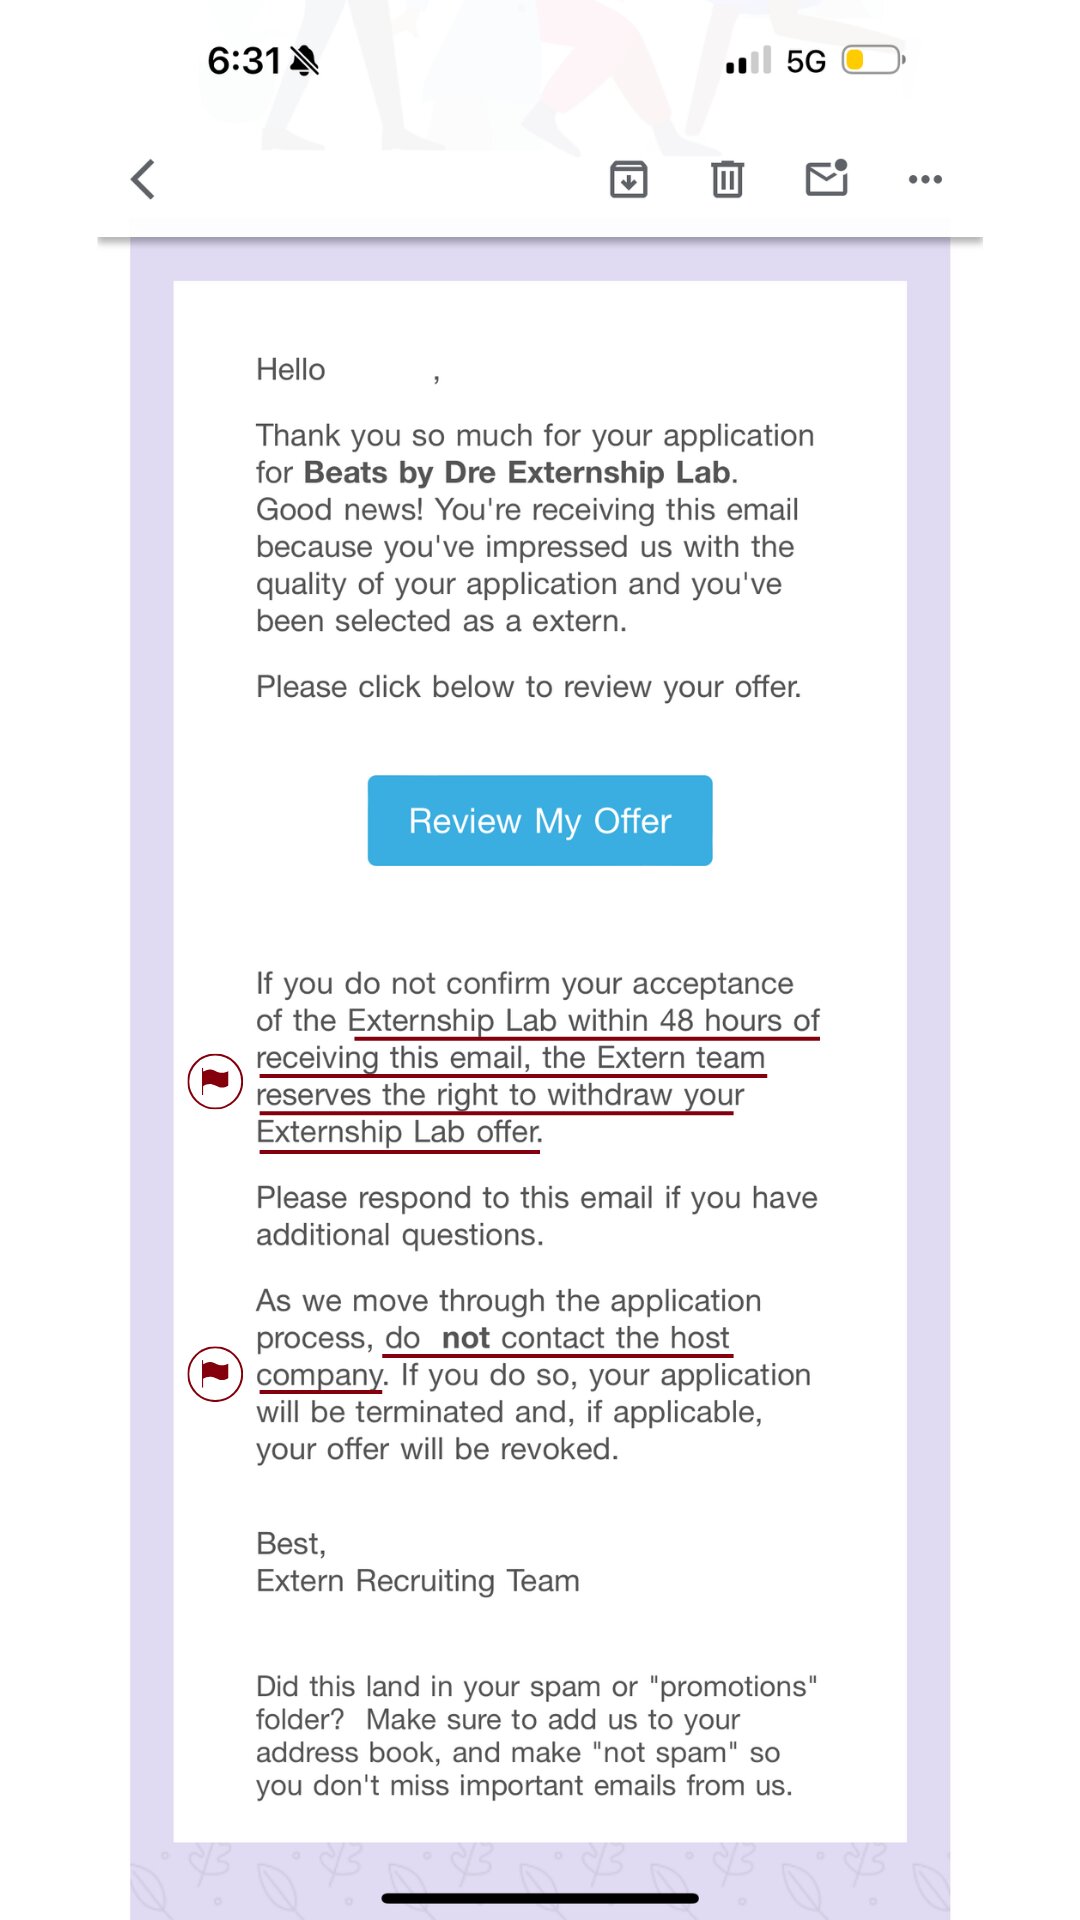 6:31
5G
Hello ,
Thank you so much for your application
for Beats by Dre Externship Lab.
Good news! You're receiving this email
because you've impressed us with the
quality of your application and you've
been selected as a extern.
Please click below to review your offer.
Review My Offer
If you do not confirm your acceptance
of the Externship Lab within 48 hours of
receiving this email, the Extern team
reserves the right to withdraw your
Externship Lab offer.
Please respond to this email if you have
additional questions.
As we move through the application
process, do not contact the host
company. If you do so, your application
will be terminated and, if applicable,
your offer will be revoked.
Best,
Extern Recruiting Team
Did this land in your spam or "promotions"
folder? Make sure to add us to your
address book, and make "not spam" so
you don't miss important emails from us.